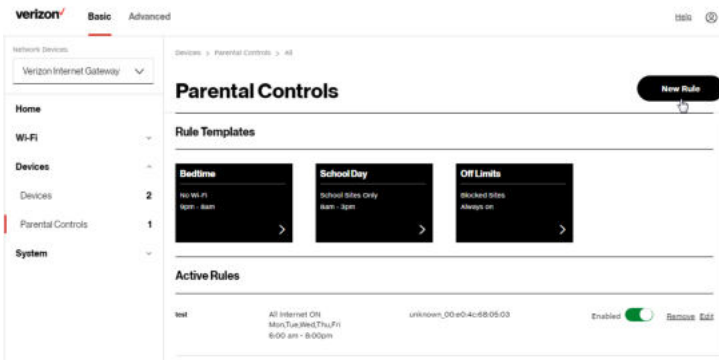 verizon
Basic
Advanced
Help
Network Devices
Verizon Internet Gateway
Home
Wi-Fi
Devices
Devices 2
Parental Controls 1
System
Devices > Parental Controls > All
Parental Controls
New Rule
Rule Templates
Bedtime
No Wi-Fi
9pm - 8am
School Day
School Sites Only
8am - 3pm
Off Limits
Blocked Sites
Always on
Active Rules
test
All Internet ON
Mon,Tue,Wed,Thu,Fri
6:00 am - 8:00pm
unknown_00:e0:4c:68:05:03
Enabled
Remove Edit